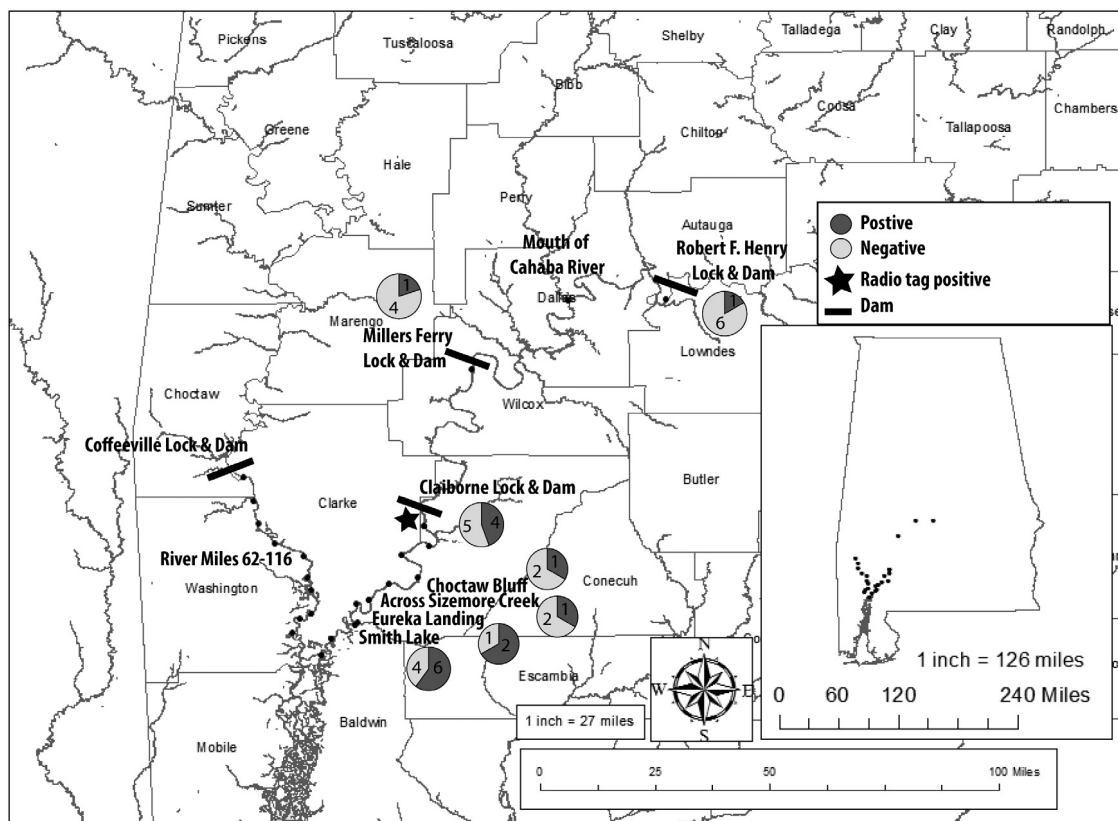 Pickens
Tuscaloosa
Shelby
Talladega
Clay
Randolph
Bibb
Coosa
Chambers
Greene
Hale
Chilton
Tallapoosa
Perry
Sumter
Autauga
Postive
Negative
Radio tag positive
Dam
Mouth of
Cahaba River
Robert F. Henry
Lock & Dam
Dallas
1
4
1
6
Marengo
Millers Ferry
Lock & Dam
Lowndes
Choctaw
Wilcox
Coffeeville Lock & Dam
Claiborne Lock & Dam
Butler
Clarke
5
4
River Miles 62-116
Washington
Choctaw Bluff
1
2
Conecuh
Across Sizemore Creek
Eureka Landing
Smith Lake
1
2
1
2
4
6
Escambia
N
W
E
S
Baldwin
Mobile
1 inch = 27 miles
0
25
50
100 Miles
1 inch = 126 miles
0
60
120
240 Miles